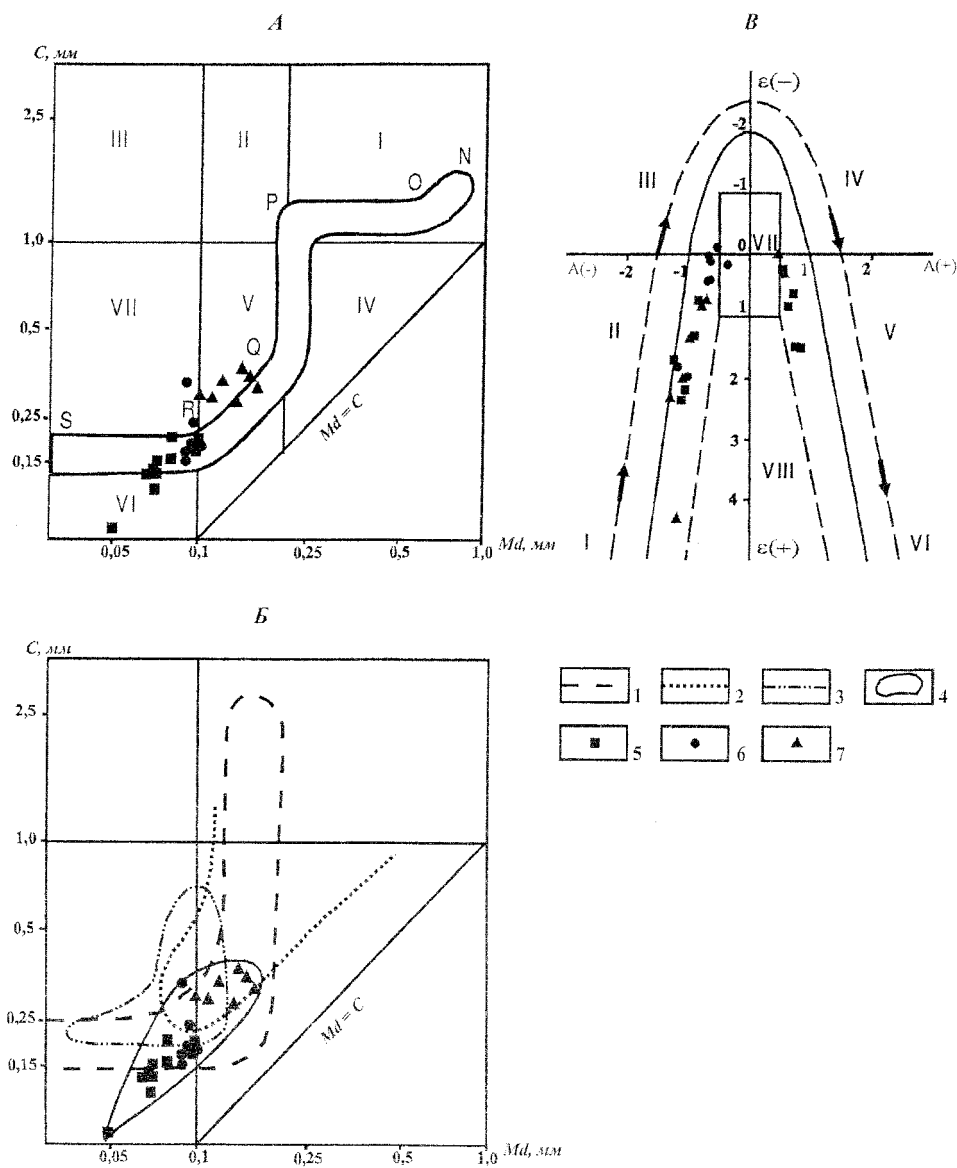 А
C, мм
2,5
1,0
0,5
0,25
0,15
III
II
I
N
O
P
VII
V
IV
Q
R
S
VI
Md = C
0,05
0,1
0,25
0,5
1,0
Md, мм
В
ε(−)
-2
-1
III
IV
VII
0
A(-)
-2
-1
1
2
A(+)
1
II
V
2
3
VIII
4
I
ε(+)
VI
Б
C, мм
2,5
1,0
0,5
0,25
0,15
Md = C
0,05
0,1
0,25
0,5
1,0
Md, мм
1
2
3
4
5
6
7